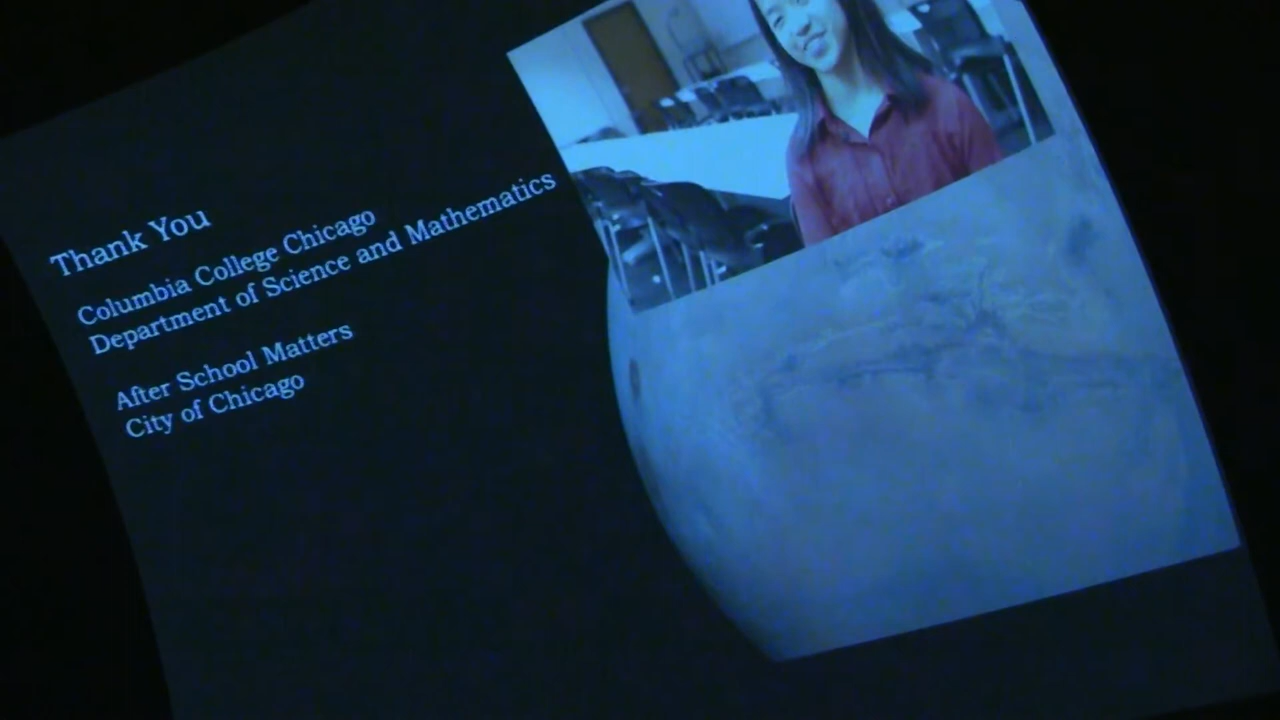 Thank You
Columbia College Chicago
Department of Science and Mathematics
After School Matters
City of Chicago